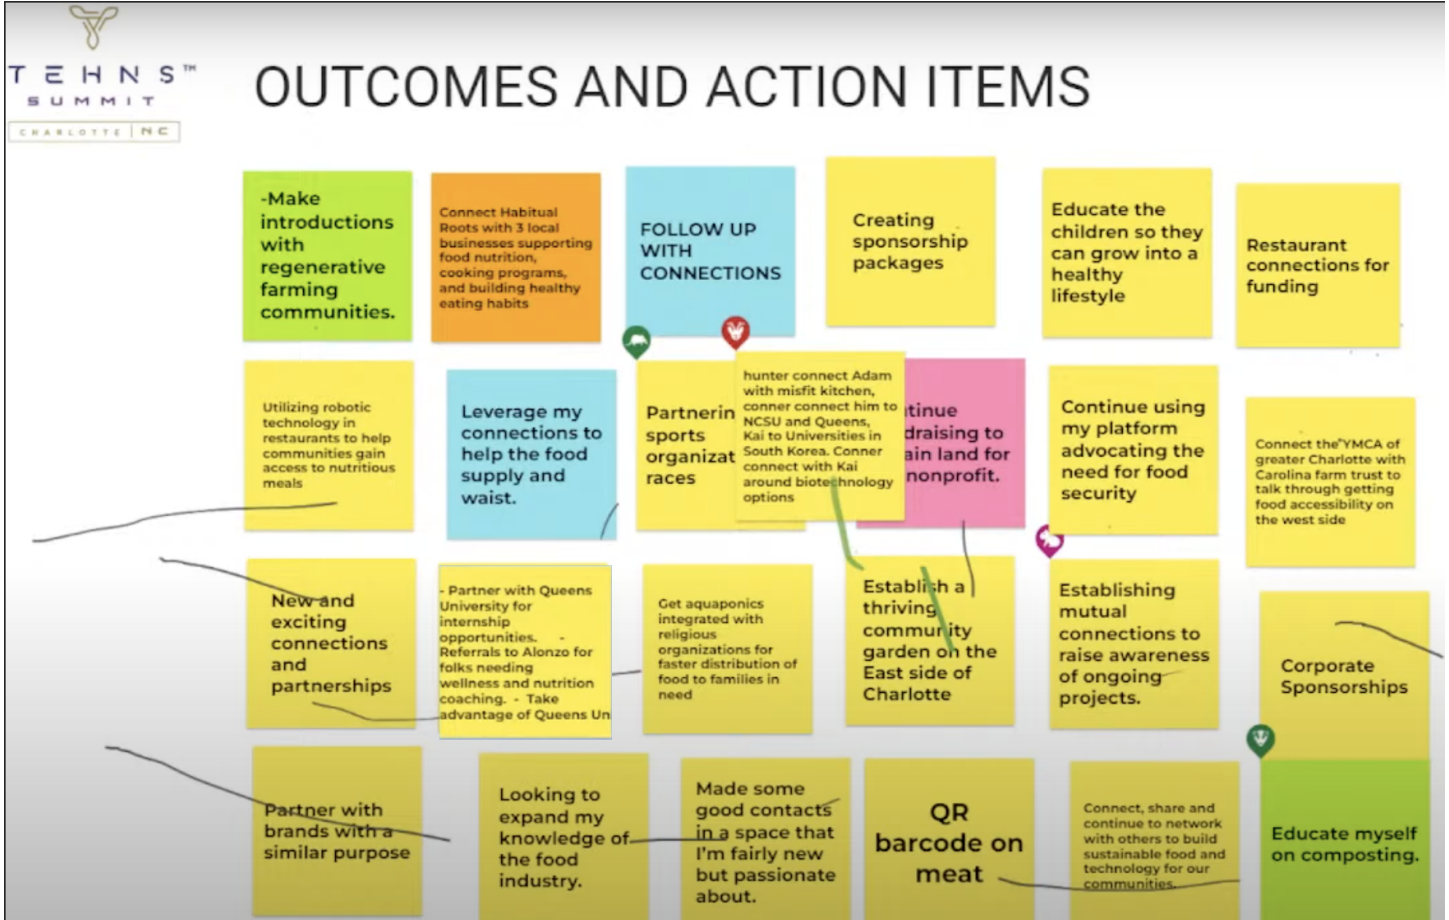 TEHNS™
SUMMIT
CHARLOTTE | NC
OUTCOMES AND ACTION ITEMS
-Make
introductions
with
regenerative
farming
communities.
Connect Habitual
Roots with 3 local
businesses supporting
food nutrition,
cooking programs,
and building healthy
eating habits
FOLLOW UP
WITH
CONNECTIONS
Creating
sponsorship
packages
Educate the
children so they
can grow into a
healthy
lifestyle
Restaurant
connections for
funding
Utilizing robotic
technology in
restaurants to help
communities gain
access to nutritious
meals
Leverage my
connections to
help the food
supply and
waist.
Partnerin
sports
organizat
races
hunter connect Adam
with misfit kitchen,
conner connect him to
NCSU and Queens,
Kai to Universities in
South Korea. Conner
connect with Kai
around biotechnology
options
ntinue
draising to
ain land for
nonprofit.
Continue using
my platform
advocating the
need for food
security
Connect the YMCA of
greater Charlotte with
Carolina farm trust to
talk through getting
food accessibility on
the west side
New and
exciting
connections
and
partnerships
- Partner with Queens
University for
internship
opportunities. -
Referrals to Alonzo for
folks needing
wellness and nutrition
coaching. - Take
advantage of Queens Un
Get aquaponics
integrated with
religious
organizations for
faster distribution of
food to families in
need
Establish a
thriving
community
garden on the
East side of
Charlotte
Establishing
mutual
connections to
raise awareness
of ongoing
projects.
Corporate
Sponsorships
Partner with
brands with a
similar purpose
Looking to
expand my
knowledge of
the food
industry.
Made some
good contacts
in a space that
I'm fairly new
but passionate
about.
QR
barcode on
meat
Connect, share and
continue to network
with others to build
sustainable food and
technology for our
communities.
Educate myself
on composting.